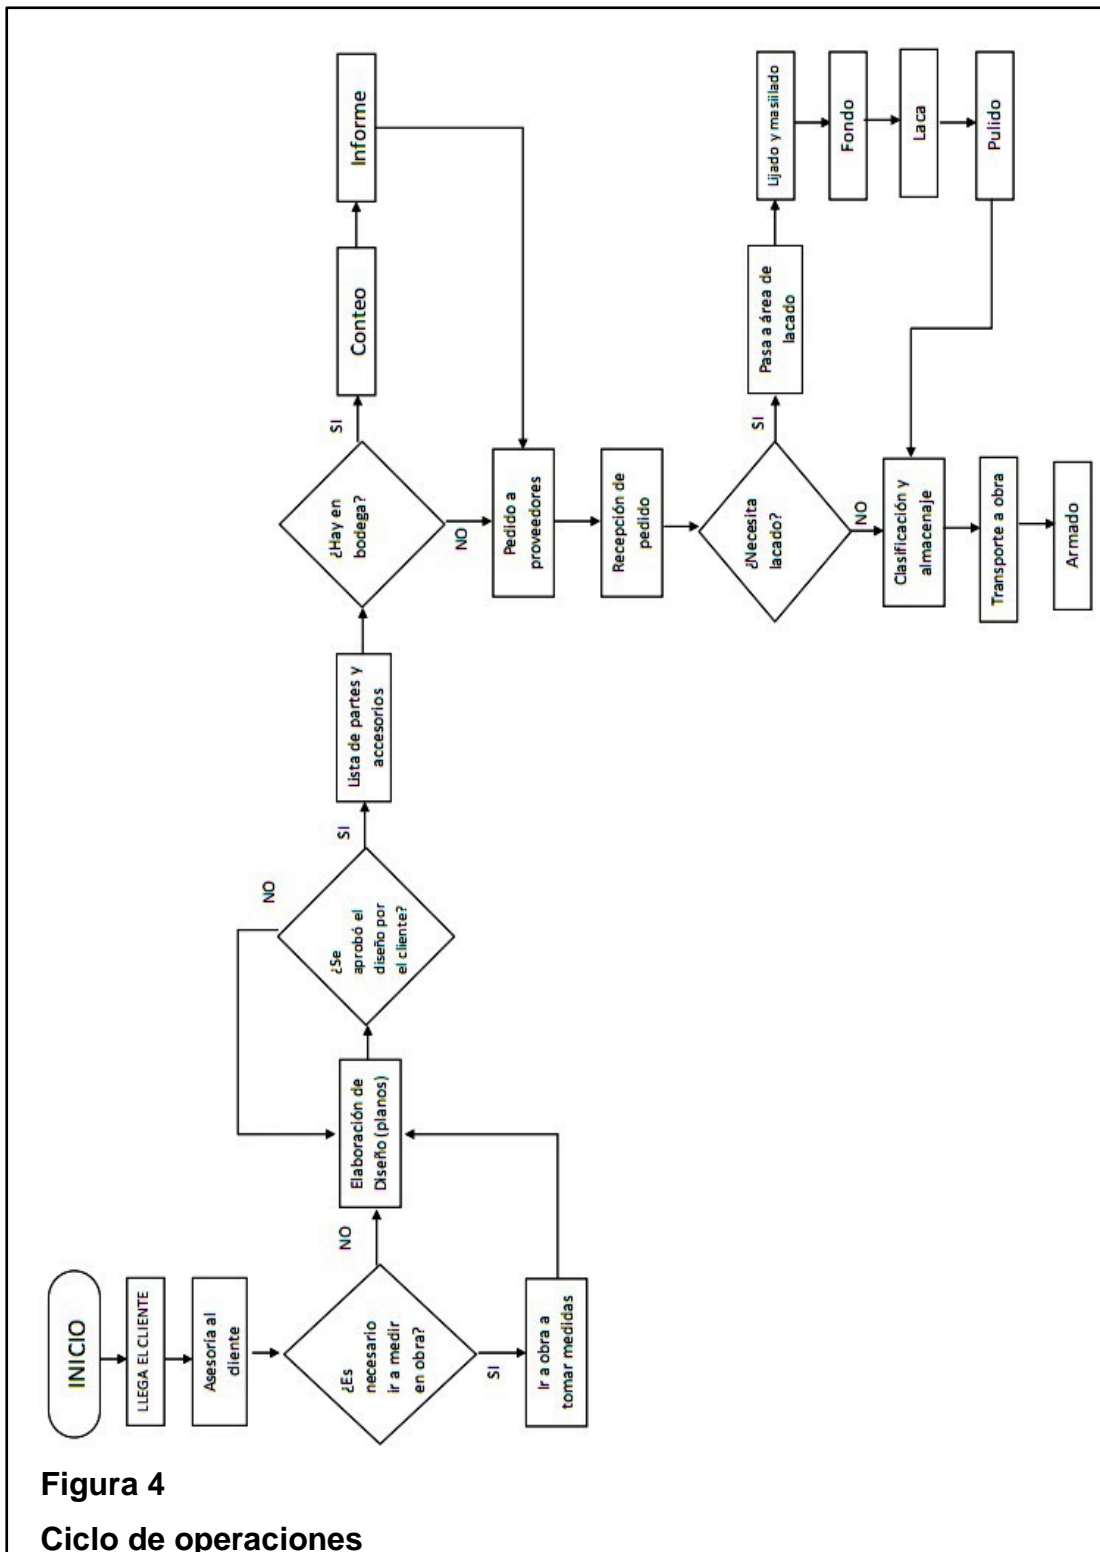 INICIO
LLEGA EL CLIENTE
Asesoría al
cliente
¿Es
necesario
ir a medir
en obra?
NO
SI
Ir a obra a
tomar medidas
Elaboración de
Diseño (planos)
¿Se
aprobó el
diseño por
el cliente?
NO
SI
Lista de partes y
accesorios
¿Hay en
bodega?
SI
NO
Conteo
Informe
Pedido a
proveedores
Recepción de
pedido
¿Necesita
lacado?
SI
NO
Pasa a área de
lacado
Lijado y masillado
Fondo
Laca
Pulido
Clasificación y
almacenaje
Transporte a obra
Armado
Figura 4
Ciclo de operaciones